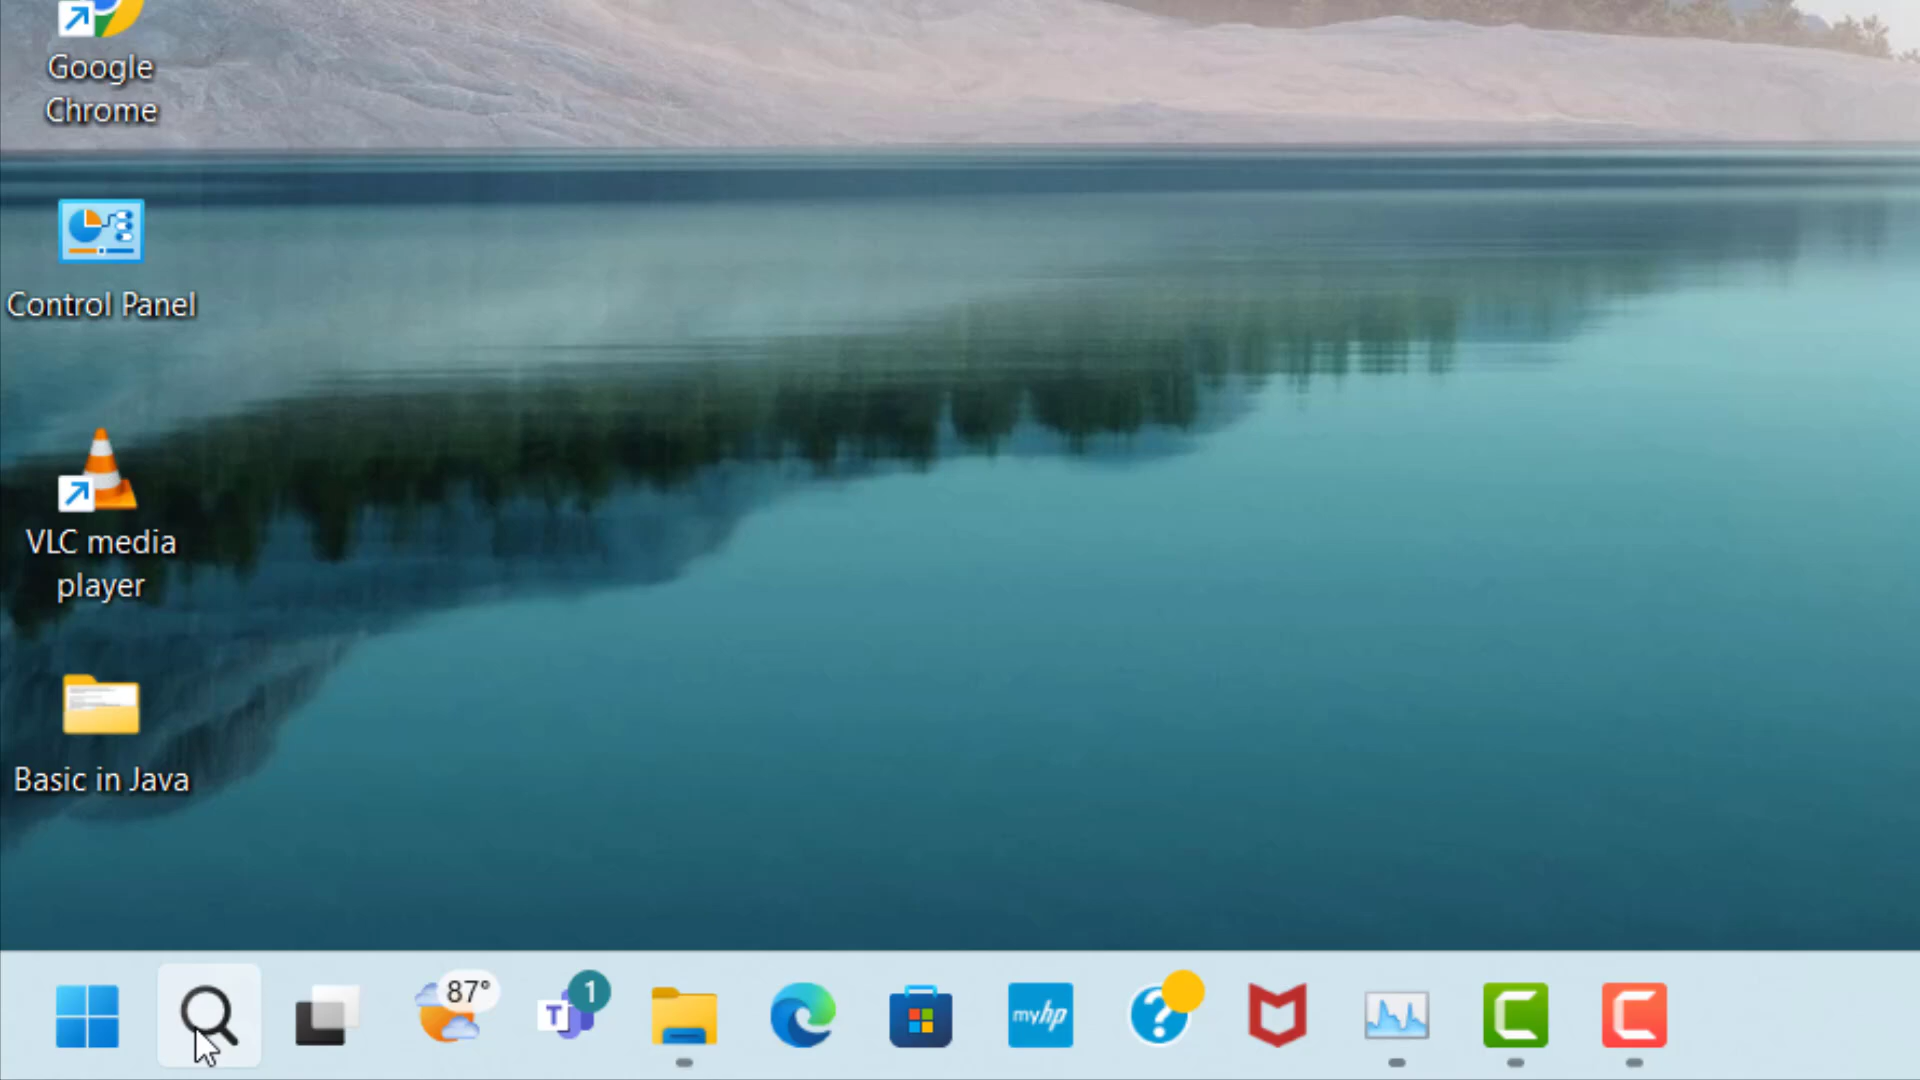 Google
Chrome
Control Panel
VLC media
player
Basic in Java
87°
T
1
myhp
?